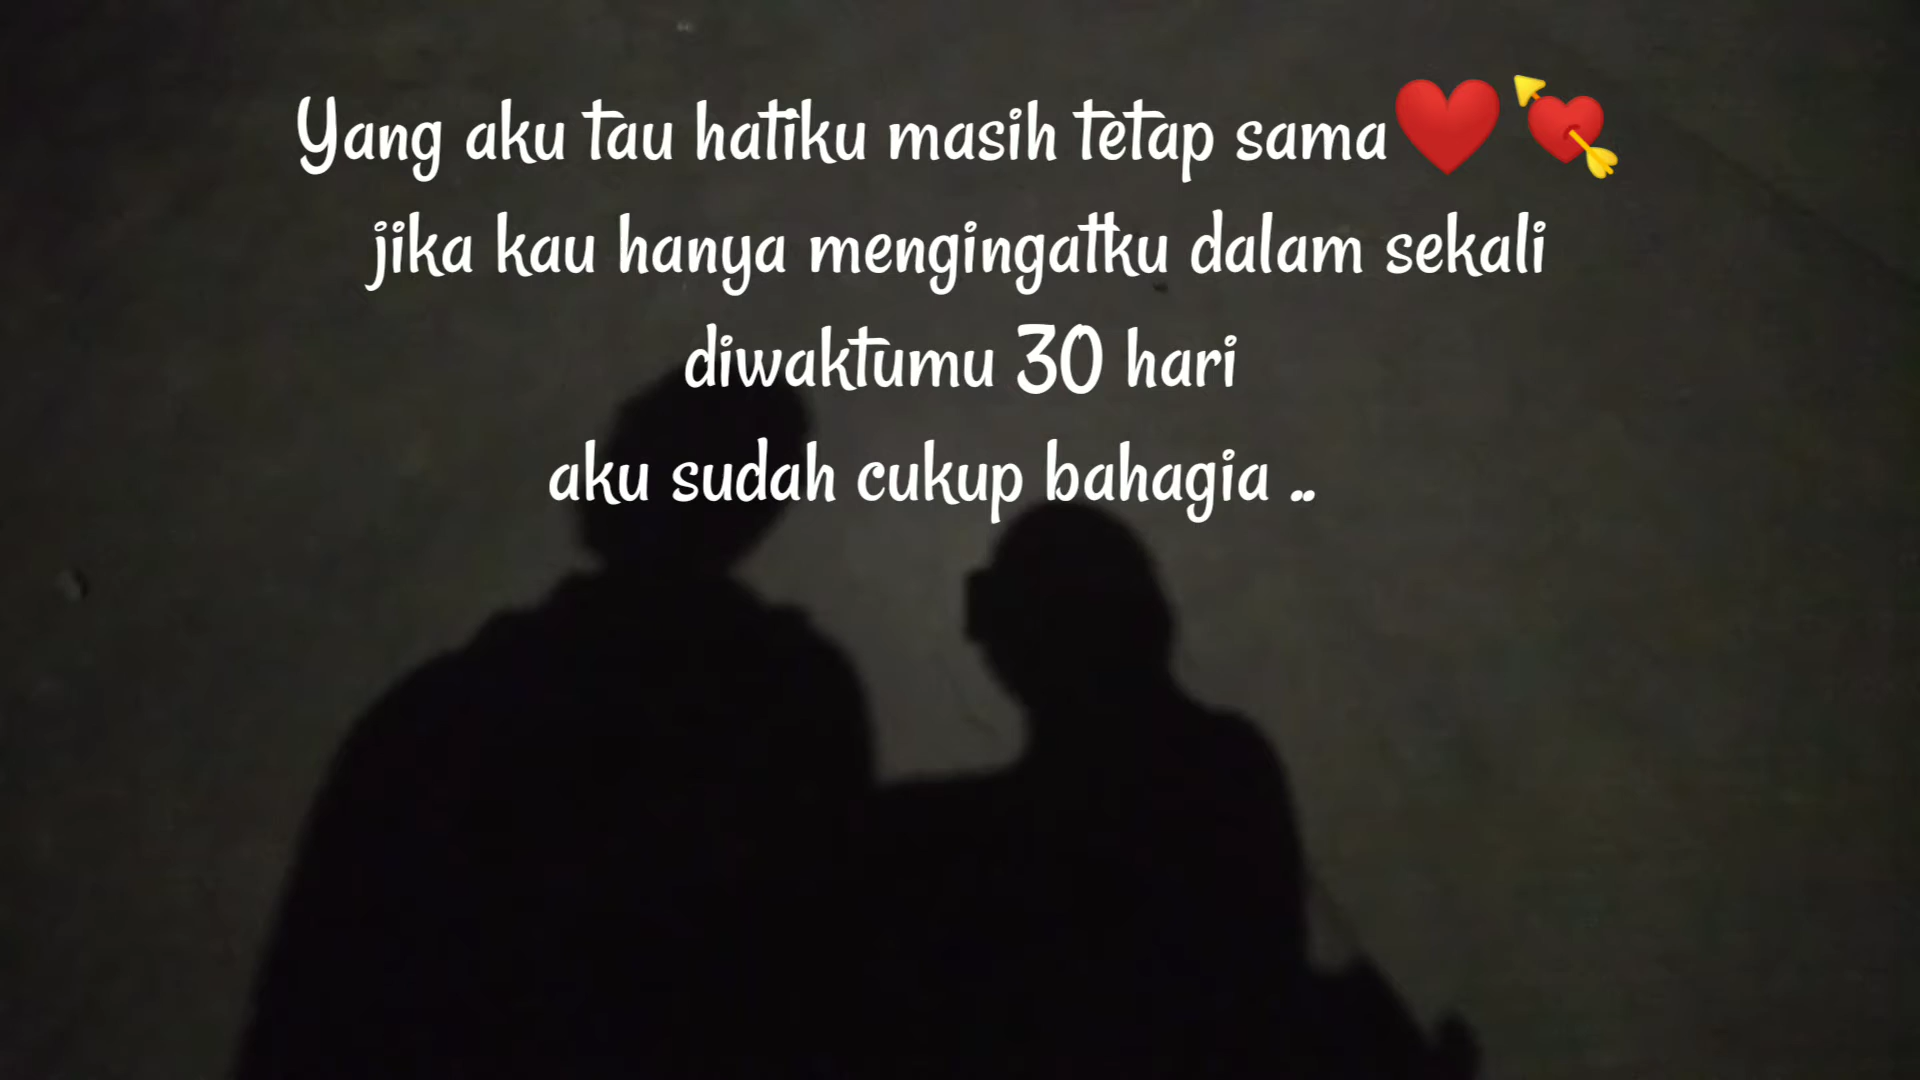 Yang aku tau hatiku masih tetap sama❤️💘
jika kau hanya mengingatku dalam sekali
diwaktumu 30 hari
aku sudah cukup bahagia ..